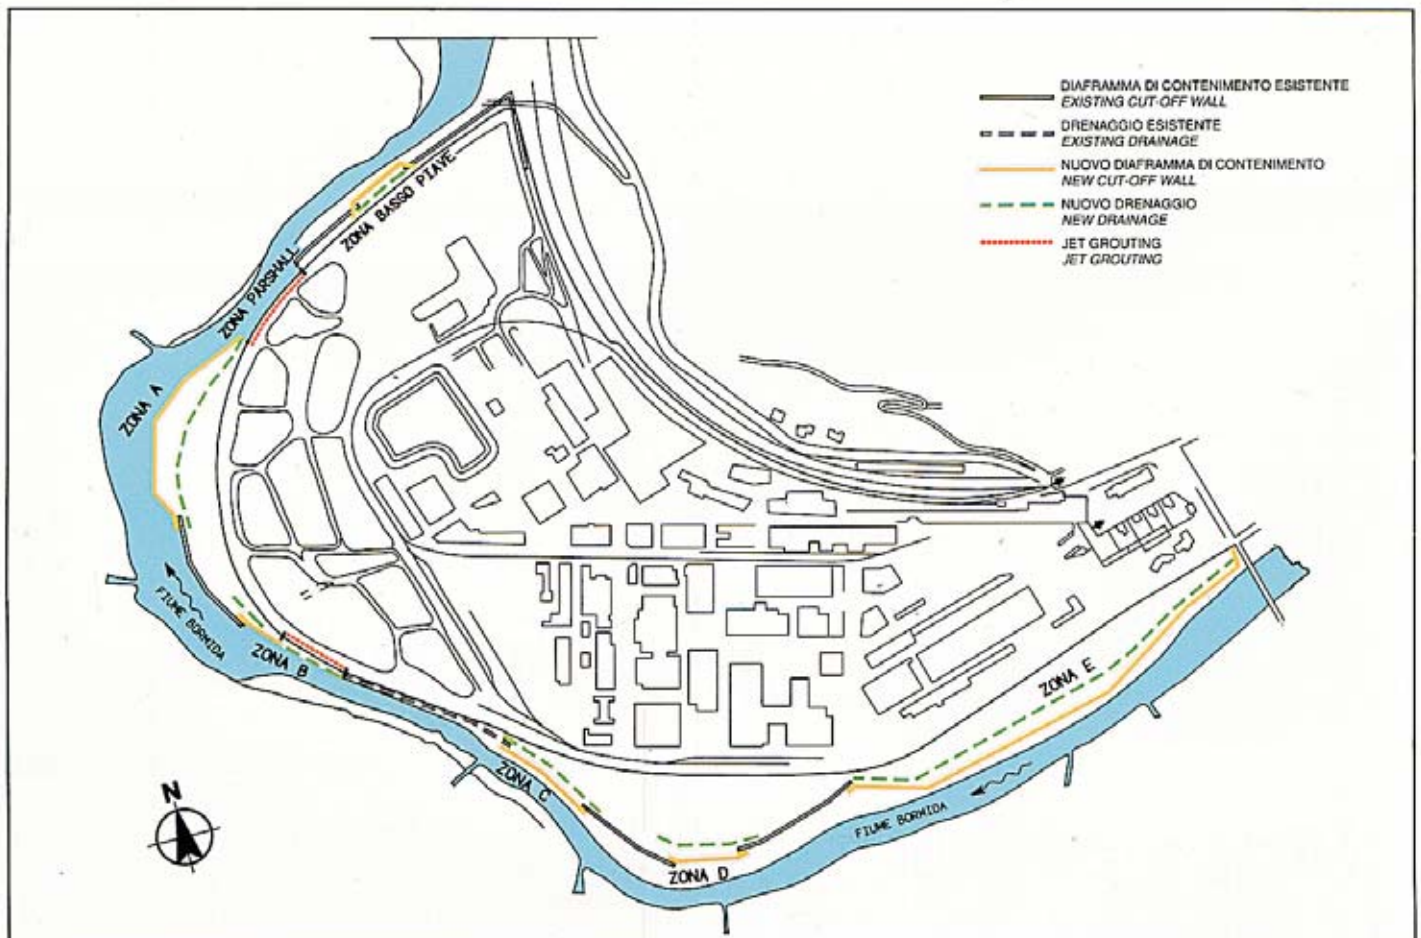 DIAFRAMMA DI CONTENIMENTO ESISTENTE
EXISTING CUT-OFF WALL
DRENAGGIO ESISTENTE
EXISTING DRAINAGE
NUOVO DIAFRAMMA DI CONTENIMENTO
NEW CUT-OFF WALL
NUOVO DRENAGGIO
NEW DRAINAGE
JET GROUTING
JET GROUTING
ZONA BASSO PIAVE
ZONA PARSHALL
ZONA A
FIUME BORMIDA
ZONA B
ZONA C
ZONA D
ZONA E
FIUME BORMIDA
N